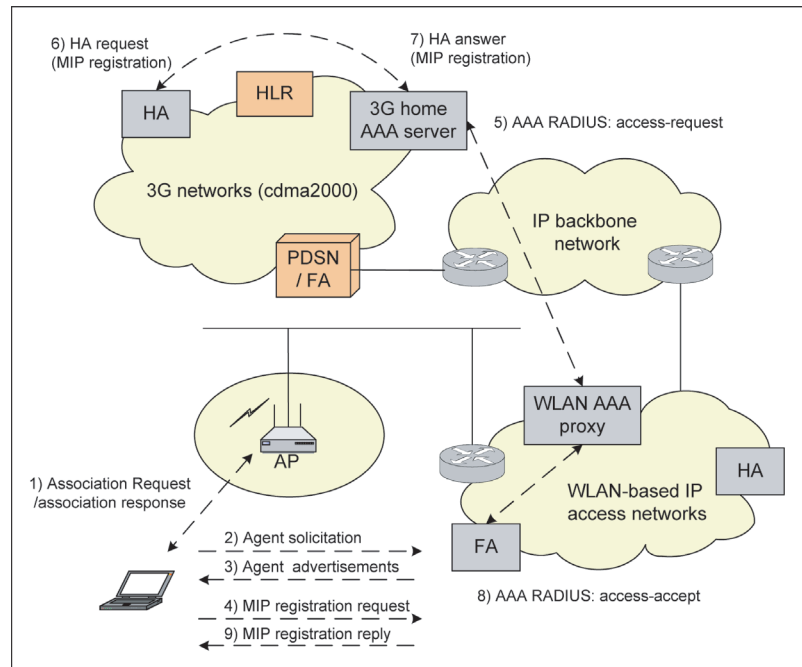 6) HA request
(MIP registration)
7) HA answer
(MIP registration)
HLR
HA
3G home
AAA server
5) AAA RADIUS: access-request
3G networks (cdma2000)
IP backbone
network
PDSN
/ FA
WLAN AAA
proxy
AP
HA
1) Association Request
/association response
WLAN-based IP
access networks
2) Agent solicitation
FA
3) Agent advertisements
8) AAA RADIUS: access-accept
4) MIP registration request
9) MIP registration reply